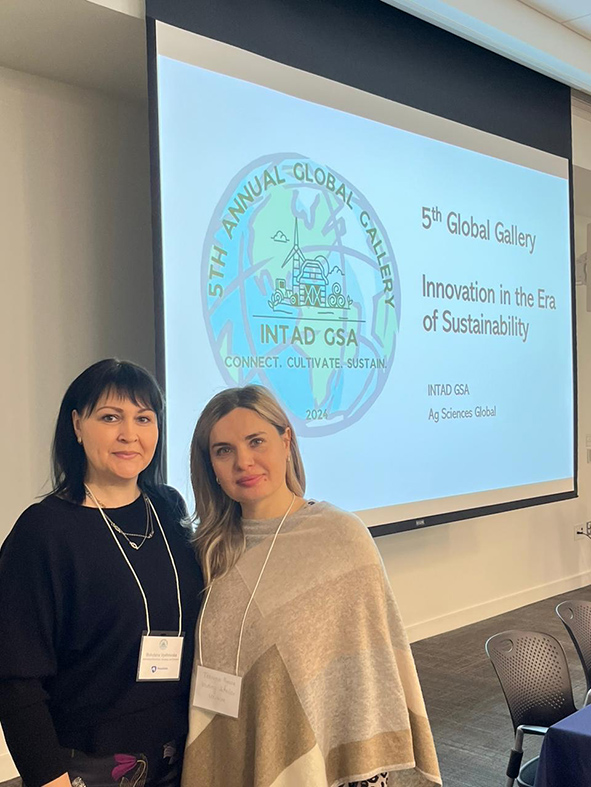 5TH ANNUAL GLOBAL GALLERY
INTAD GSA
CONNECT. CULTIVATE. SUSTAIN.
2024
5th Global Gallery
Innovation in the Era
of Sustainability
INTAD GSA
Ag Sciences Global